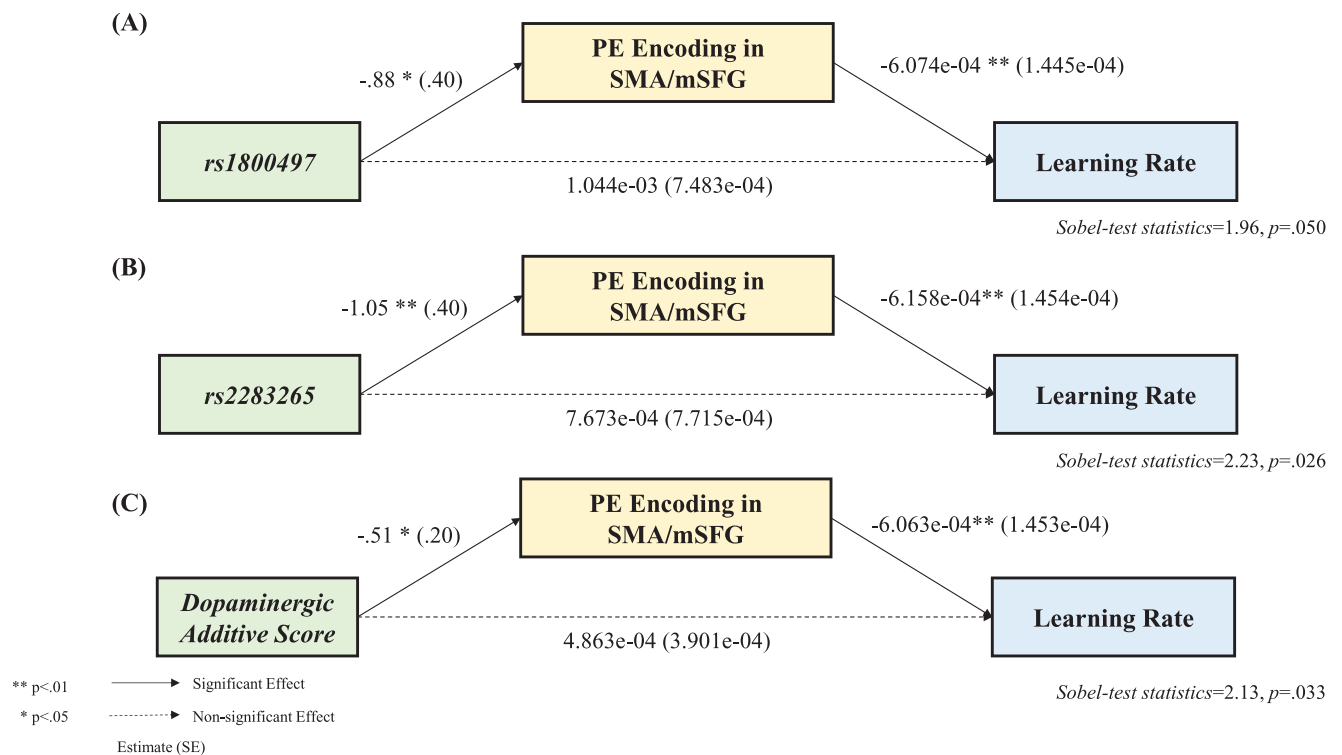 (A)
PE Encoding in
SMA/mSFG
-.88 * (.40)
-6.074e-04 ** (1.445e-04)
rs1800497
Learning Rate
1.044e-03 (7.483e-04)
Sobel-test statistics=1.96, p=.050
(B)
PE Encoding in
SMA/mSFG
-1.05 ** (.40)
-6.158e-04** (1.454e-04)
rs2283265
Learning Rate
7.673e-04 (7.715e-04)
Sobel-test statistics=2.23, p=.026
(C)
PE Encoding in
SMA/mSFG
-.51 * (.20)
-6.063e-04** (1.453e-04)
Dopaminergic
Additive Score
Learning Rate
4.863e-04 (3.901e-04)
Sobel-test statistics=2.13, p=.033
** p<.01
Significant Effect
* p<.05
Non-significant Effect
Estimate (SE)